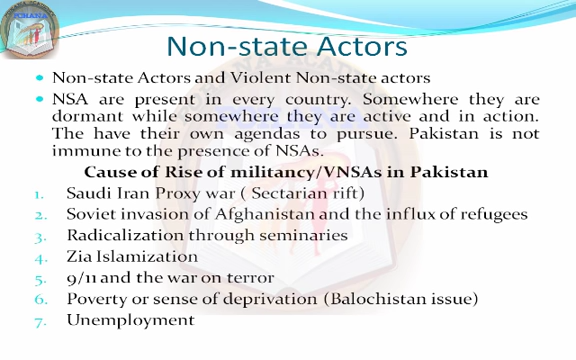 Non-state Actors
Non-state Actors and Violent Non-state actors
NSA are present in every country. Somewhere they are
dormant while somewhere they are active and in action.
The have their own agendas to pursue. Pakistan is not
immune to the presence of NSAs.
Cause of Rise of militancy/VNSAs in Pakistan
1. Saudi Iran Proxy war ( Sectarian rift)
2. Soviet invasion of Afghanistan and the influx of refugees
3. Radicalization through seminaries
4. Zia Islamization
5. 9/11 and the war on terror
6. Poverty or sense of deprivation (Balochistan issue)
7. Unemployment